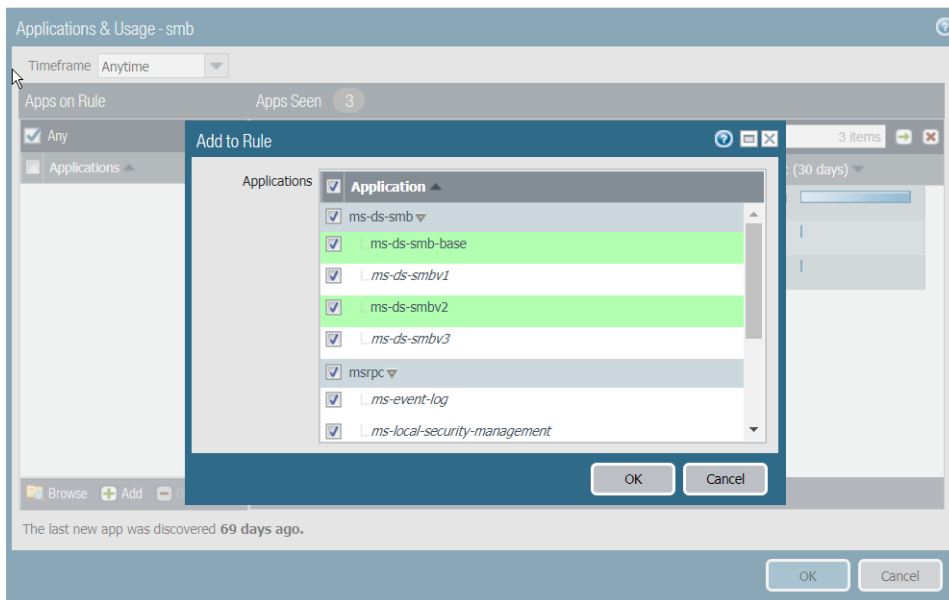 Applications & Usage - smb
Timeframe Anytime
Apps on Rule Apps Seen 3
Any
3 items
Applications
(30 days)
Add to Rule
Applications
Application
ms-ds-smb
ms-ds-smb-base
ms-ds-smbv1
ms-ds-smbv2
ms-ds-smbv3
msrpc
ms-event-log
ms-local-security-management
OK Cancel
Browse Add
The last new app was discovered 69 days ago.
OK Cancel